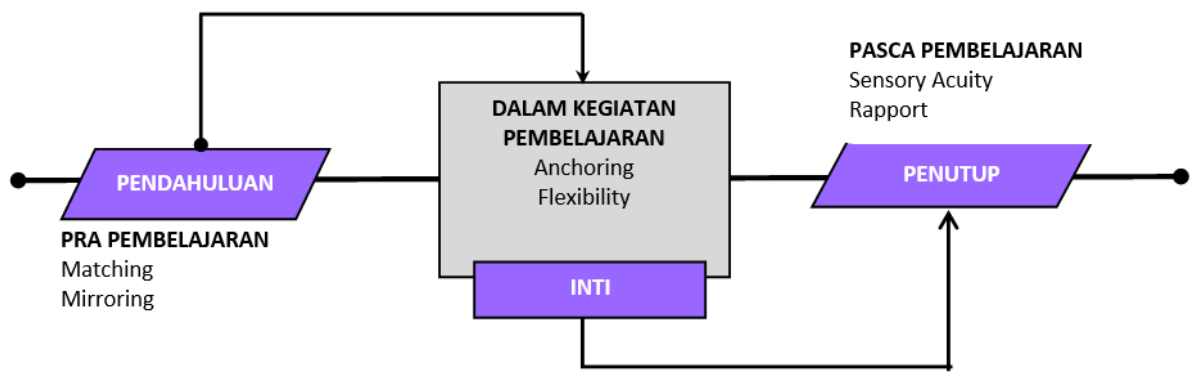 PENDAHULUAN
PRA PEMBELAJARAN
Matching
Mirroring
DALAM KEGIATAN
PEMBELAJARAN
Anchoring
Flexibility
INTI
PASCA PEMBELAJARAN
Sensory Acuity
Rapport
PENUTUP